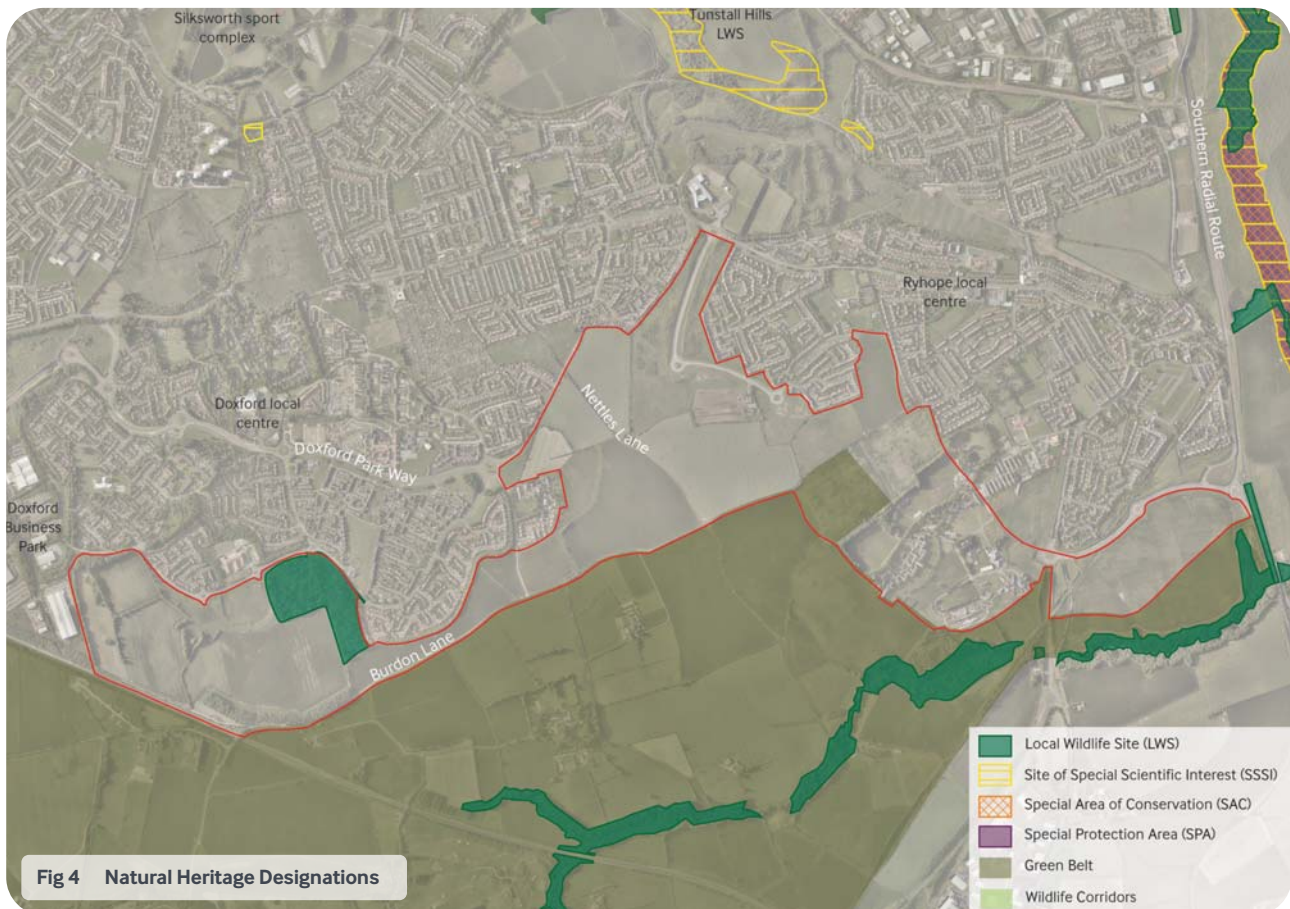 Silksworth sport
complex
Tunstall Hills
LWS
Southern Radial Route
Ryhope local
centre
Nettles Lane
Doxford local
centre
Doxford Park Way
Doxford
Business
Park
Burdon Lane
Local Wildlife Site (LWS)
Site of Special Scientific Interest (SSSI)
Special Area of Conservation (SAC)
Special Protection Area (SPA)
Green Belt
Wildlife Corridors
Fig 4 Natural Heritage Designations